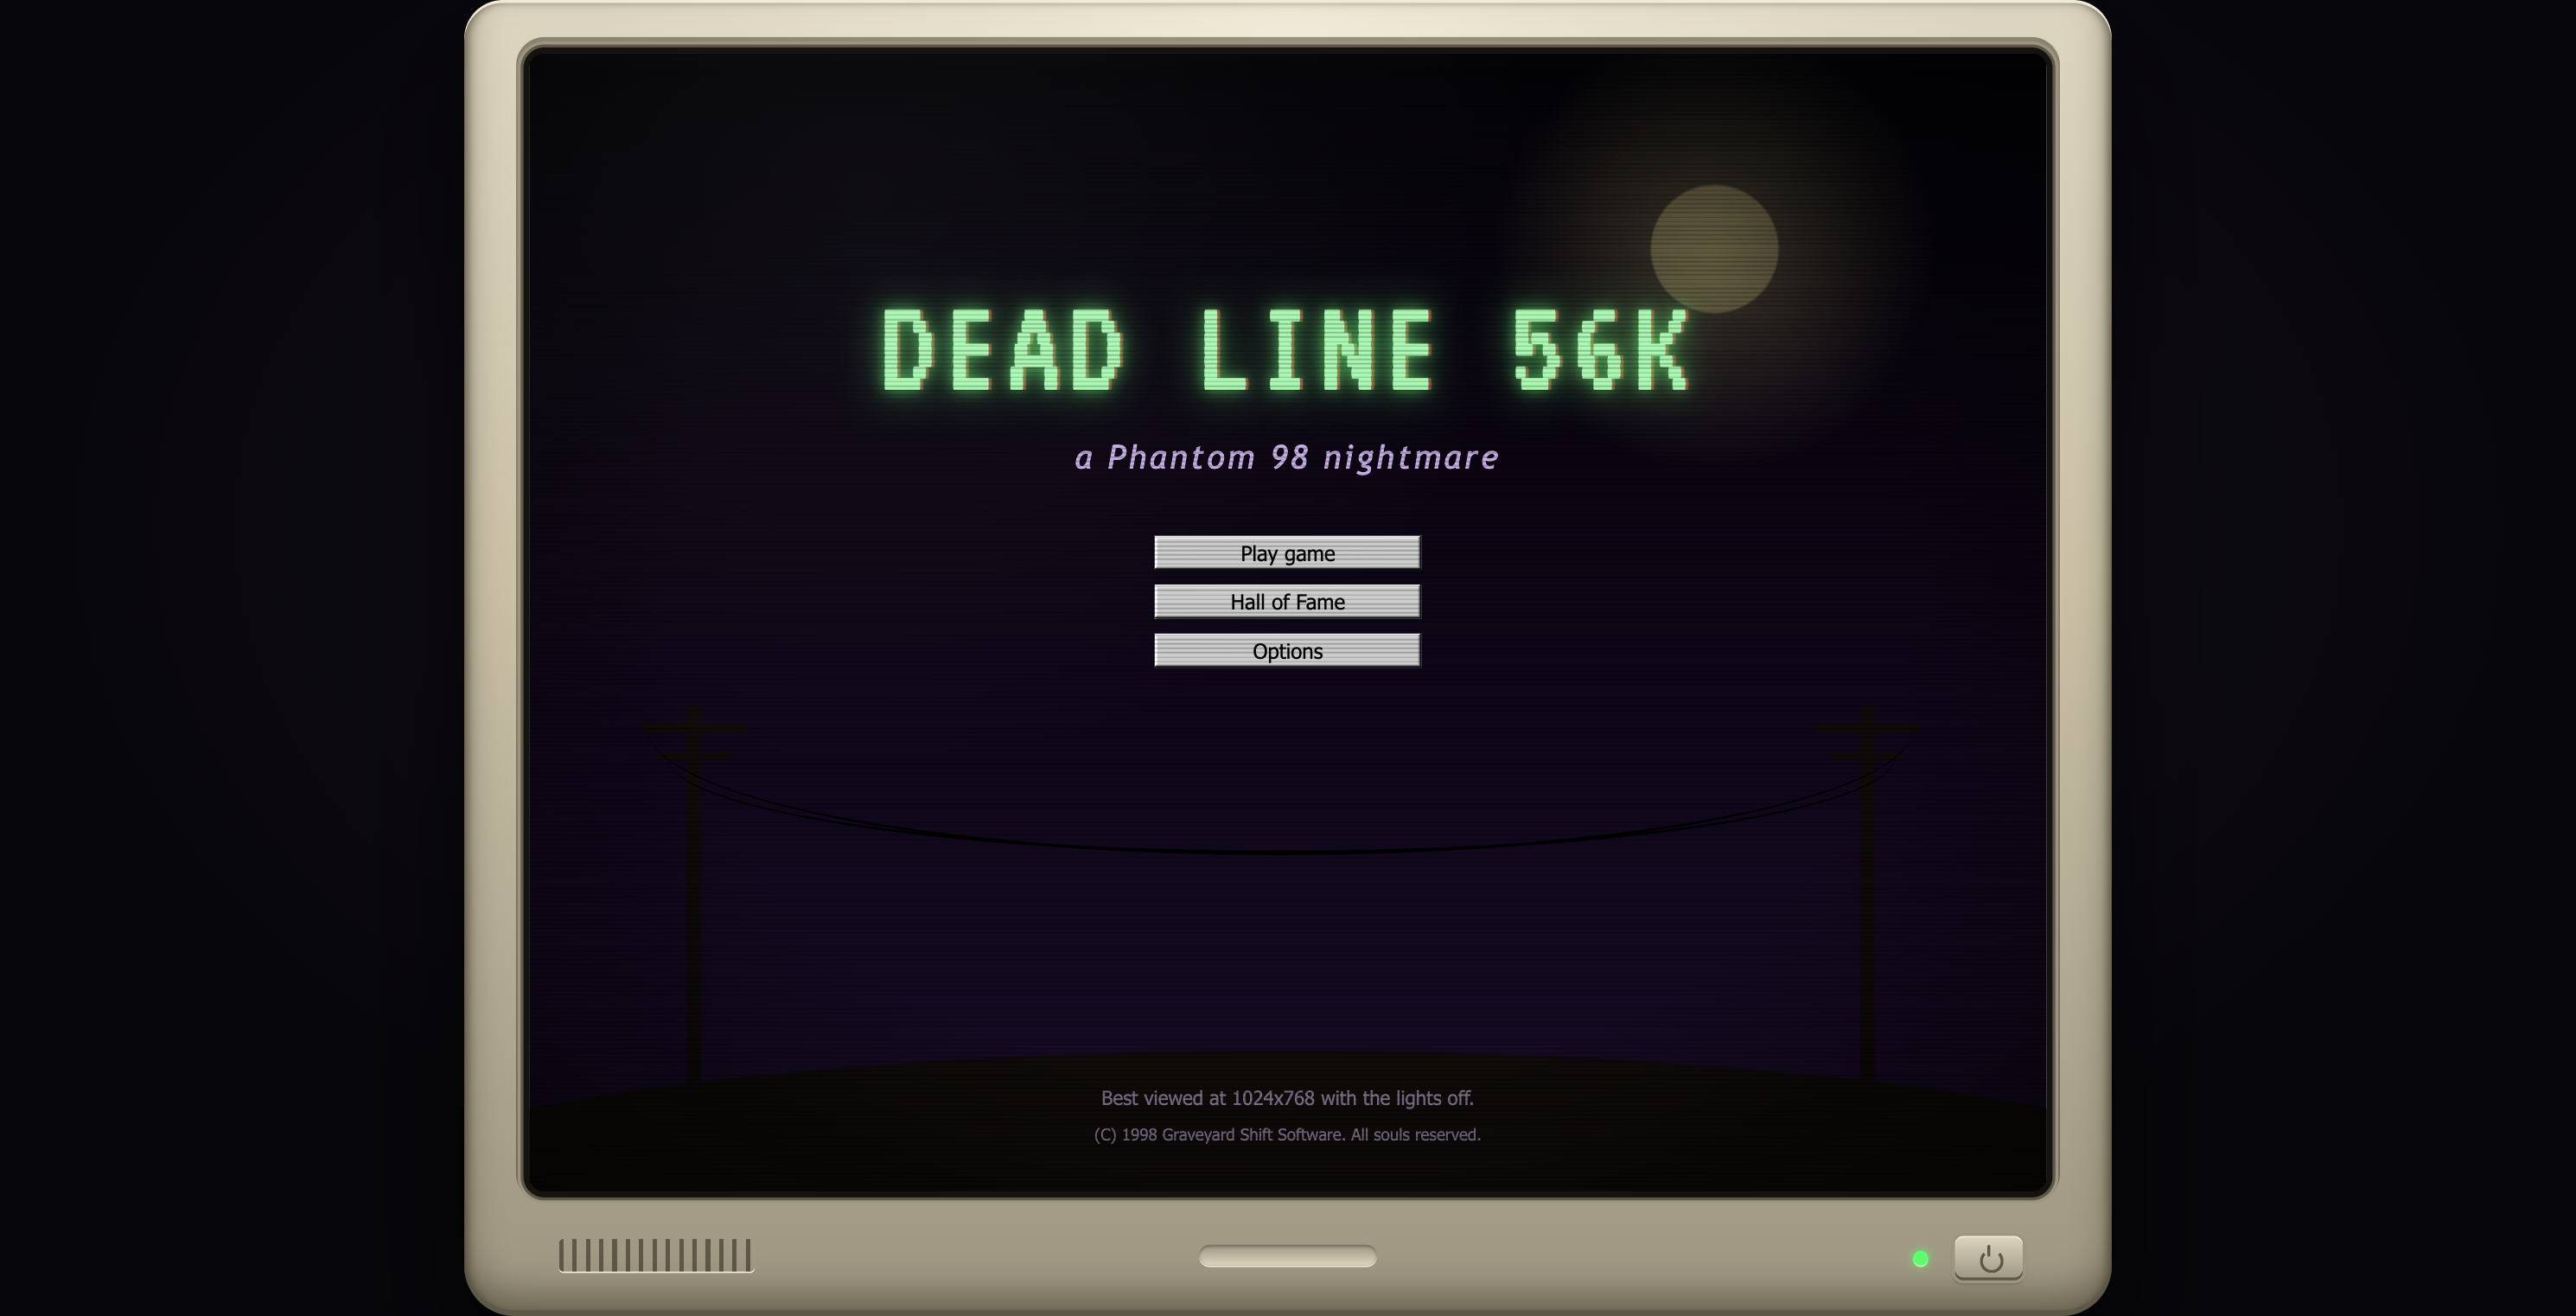 DEAD LINE 56K
a Phantom 98 nightmare
Play game
Hall of Fame
Options
Best viewed at 1024x768 with the lights off.
(C) 1998 Graveyard Shift Software. All souls reserved.